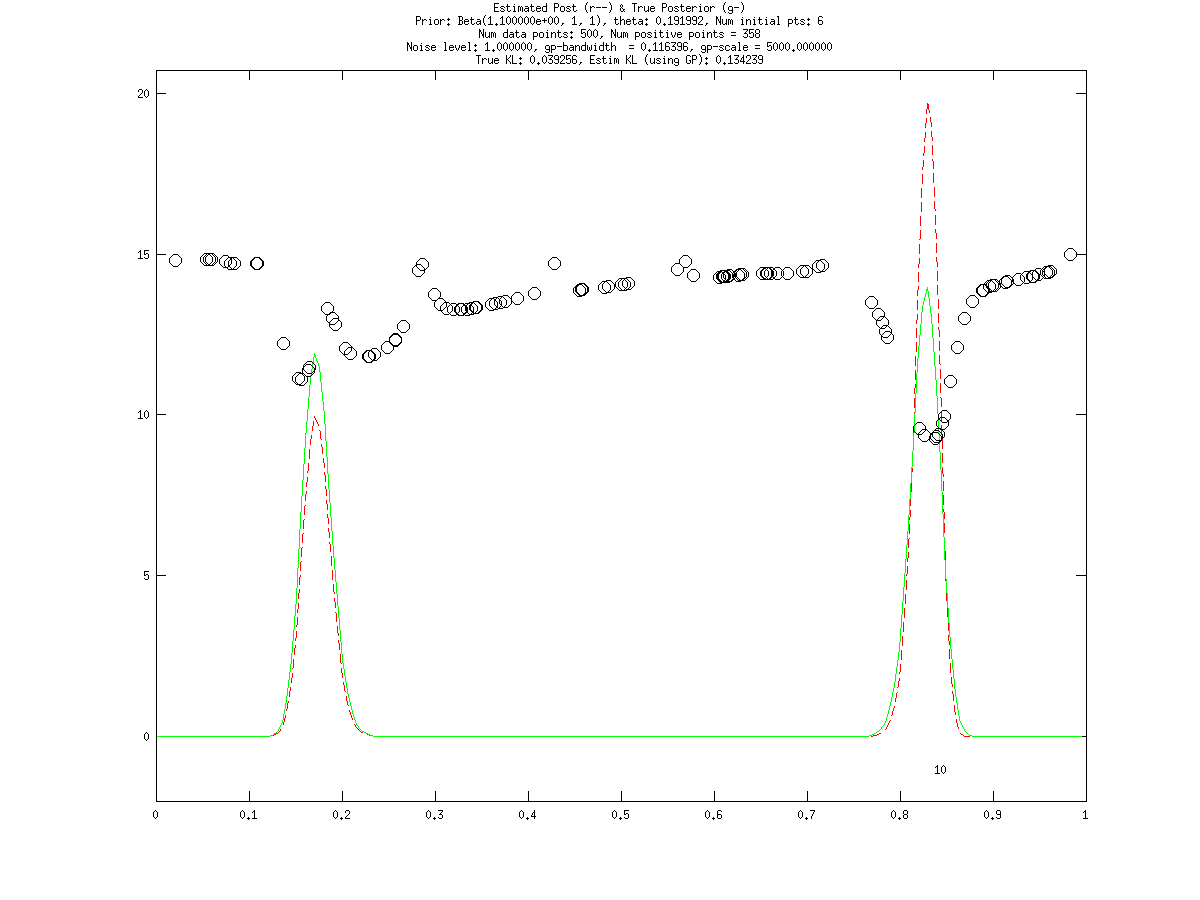 Estimated Post (r--) & True Posterior (g-)
Prior: Beta(1.100000e+00, 1, 1), theta: 0.191992, Num initial pts: 6
Num data points: 500, Num positive points = 358
Noise level: 1.000000, gp-bandwidth  = 0.116396, gp-scale = 5000.000000
True KL: 0.039256, Estim KL (using GP): 0.134239
20
15
10
5
0
10
0 0.1 0.2 0.3 0.4 0.5 0.6 0.7 0.8 0.9 1